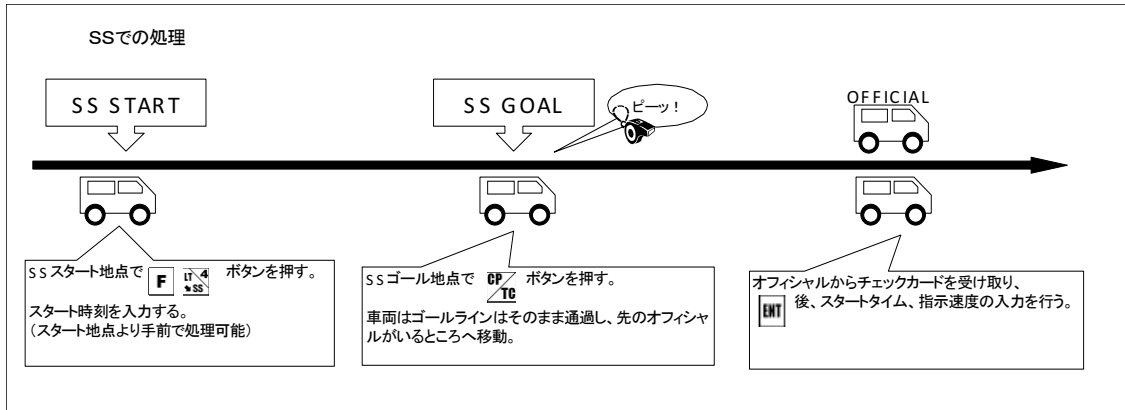 SSでの処理
SS START
SS GOAL
ピーッ!
OFFICIAL
SSスタート地点で F LT 4 SS ボタンを押す。
スタート時刻を入力する。
(スタート地点より手前で処理可能)
SSゴール地点で CP/TC ボタンを押す。
車両はゴールラインはそのまま通過し、先のオフィシャ
ルがいるところへ移動。
オフィシャルからチェックカードを受け取り、
ENT 後、スタートタイム、指示速度の入力を行う。